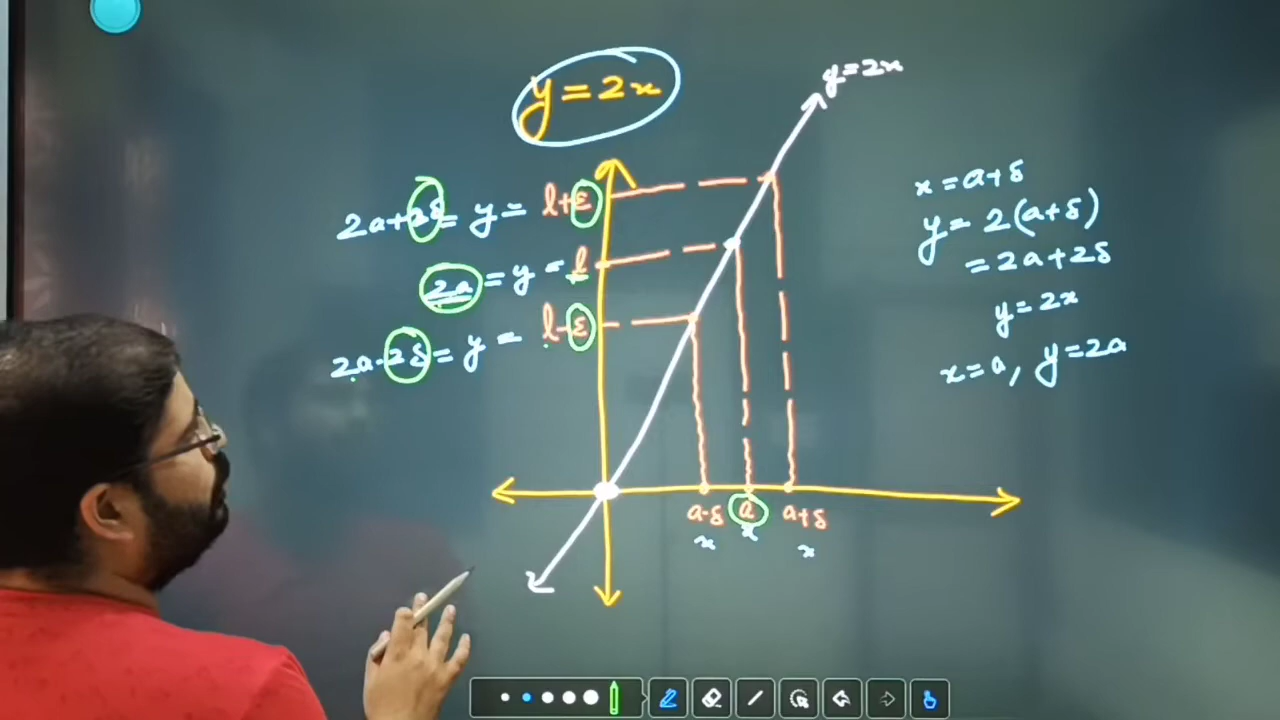 y = 2x
y = 2x
2a+2δ = y = l+ε
2a = y = l
2a-2δ = y = l-ε
a-δ a a+δ
x x x
x = a+δ
y = 2(a+δ)
= 2a+2δ
y = 2x
x = a, y = 2a